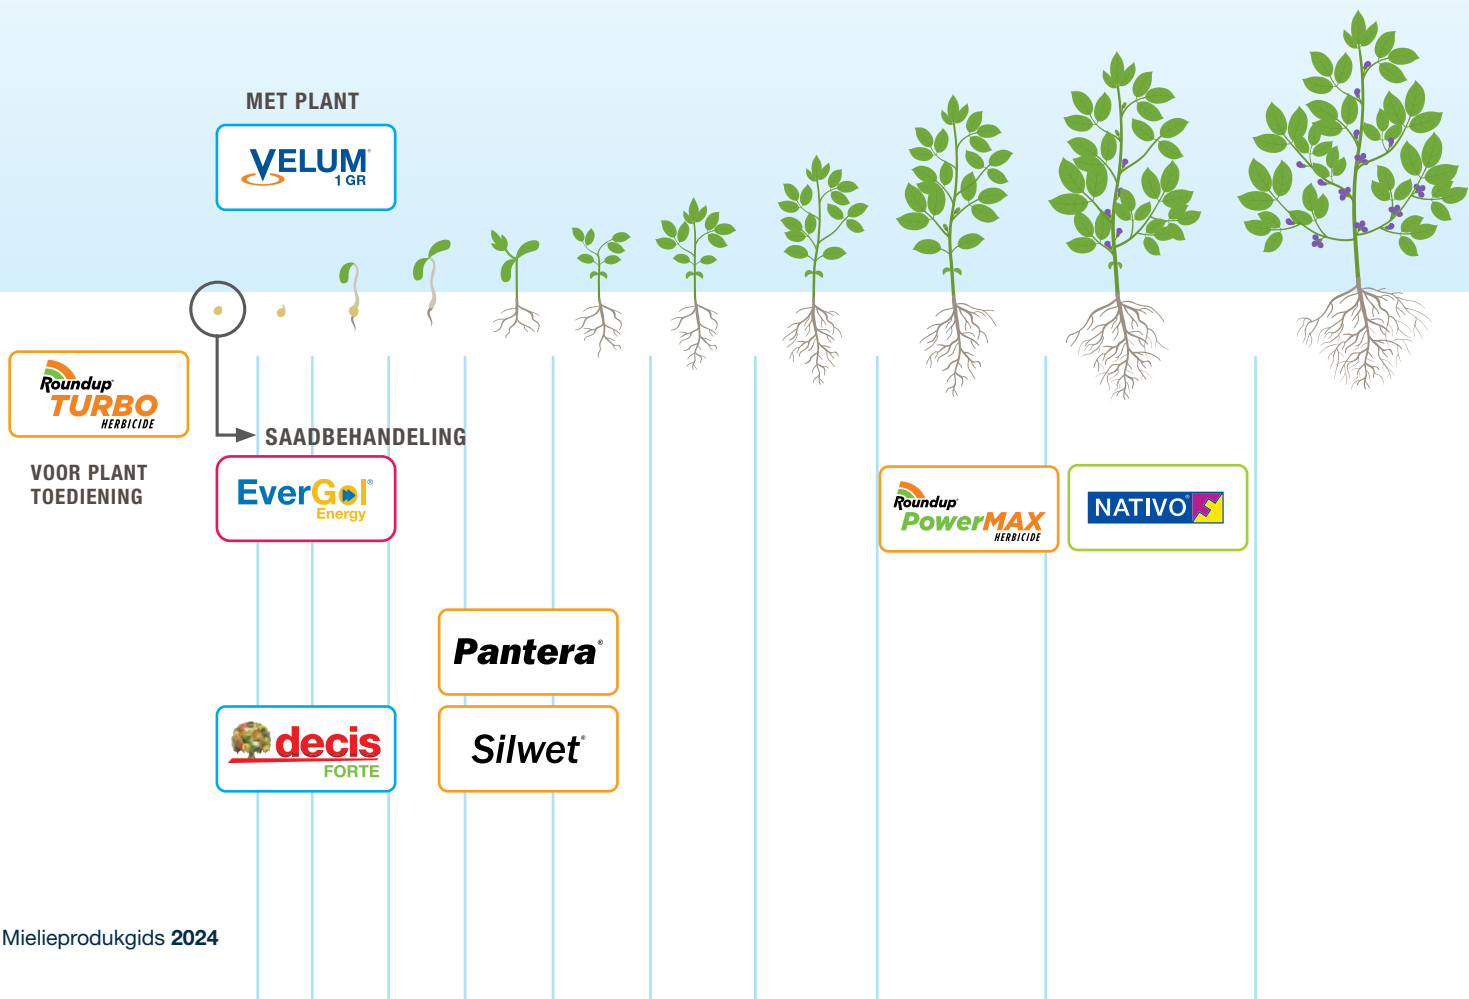 MET PLANT
VELUM®
1 GR
Roundup®
TURBO
HERBICIDE
VOOR PLANT
TOEDIENING
SAADBEHANDELING
EverGol®
Energy
Roundup®
PowerMAX
HERBICIDE
NATIVO®
Pantera®
decis
FORTE
Silwet®
Mielieprodukgids 2024